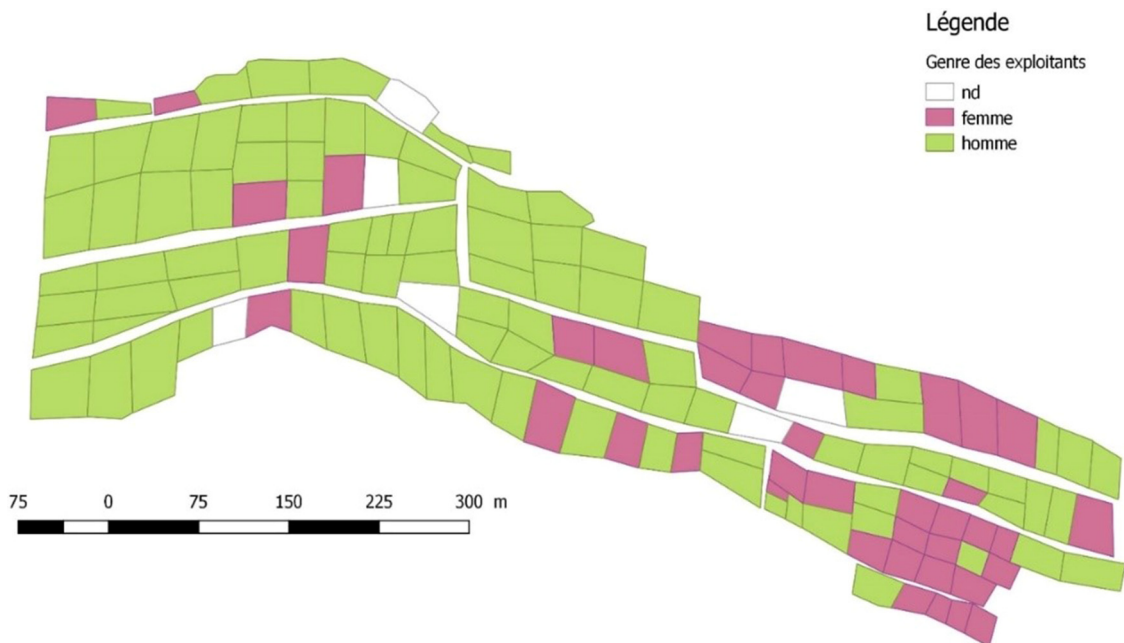 Légende
Genre des exploitants
nd
femme
homme
75 0 75 150 225 300 m